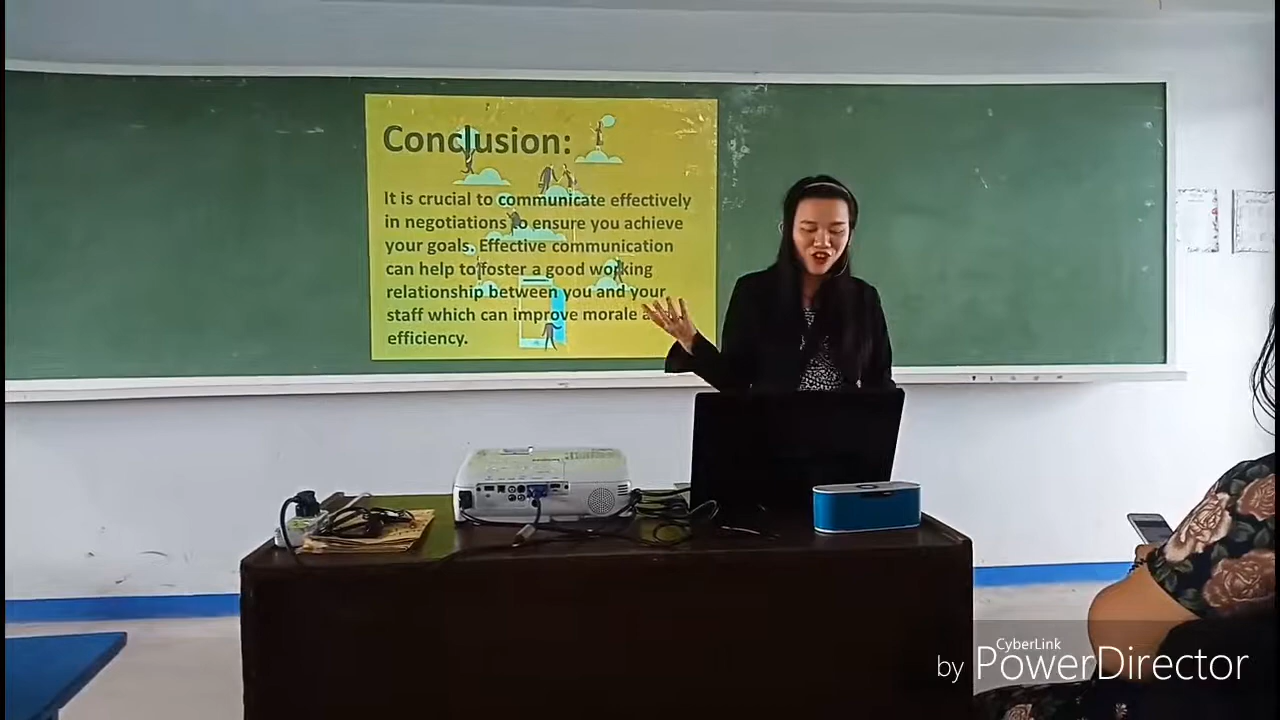 Conclusion:
It is crucial to communicate effectively
in negotiations to ensure you achieve
your goals. Effective communication
can help to foster a good working
relationship between you and your
staff which can improve morale
efficiency.
CyberLink
by PowerDirector